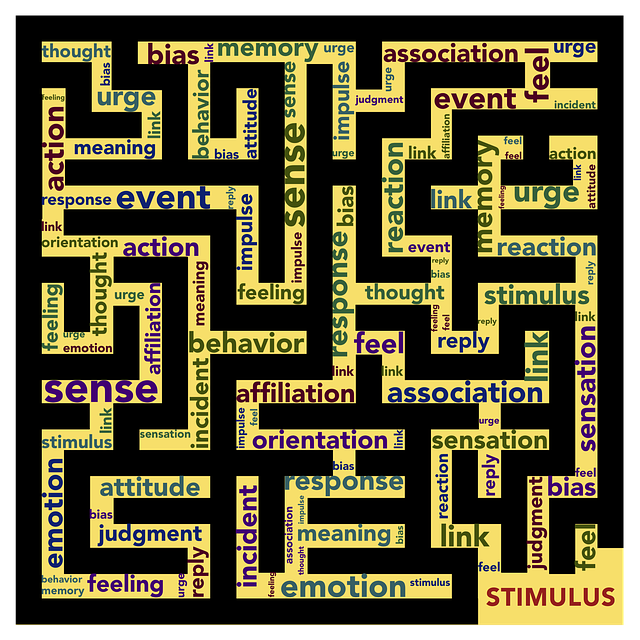 thought
bias
link
memory
urge
association
feel
urge
bias
urge
behavior
attitude
sense
impulse
urge
judgment
event
incident
feeling
action
link
meaning
bias
sense
urge
reaction
link
affiliation
memory
feel
feel
action
link
attitude
response
event
reply
impulse
impulse
bias
link
feeling
urge
link
orientation
action
meaning
response
event
reply
bias
reaction
reply
feeling
thought
urge
affiliation
feeling
thought
stimulus
link
urge
emotion
behavior
feel
feeling
feel
reply
reply
link
sensation
sense
incident
affiliation
link
link
association
link
stimulus
sensation
impulse
feel
orientation
link
urge
sensation
emotion
attitude
bias
response
reaction
reply
feel
bias
bias
judgment
incident
association
impulse
meaning
bias
link
judgment
feel
behavior
memory
feeling
urge
reply
feeling
thought
emotion
stimulus
feel
STIMULUS